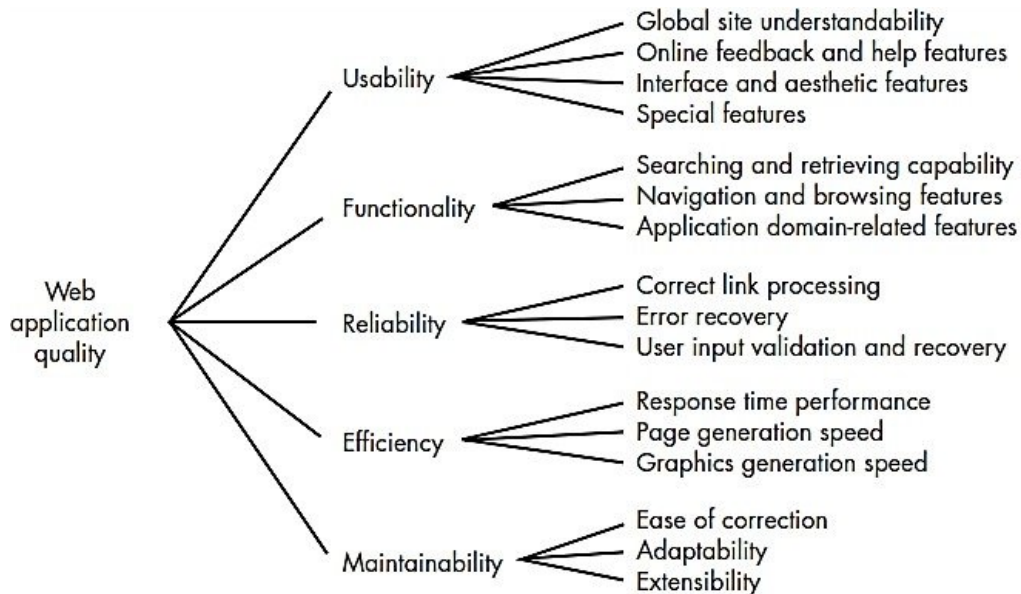 Global site understandability
Online feedback and help features
Usability
Interface and aesthetic features
Special features
Searching and retrieving capability
Navigation and browsing features
Functionality
Application domain-related features
Web
application
quality
Correct link processing
Reliability
Error recovery
User input validation and recovery
Response time performance
Efficiency
Page generation speed
Graphics generation speed
Ease of correction
Maintainability
Adaptability
Extensibility